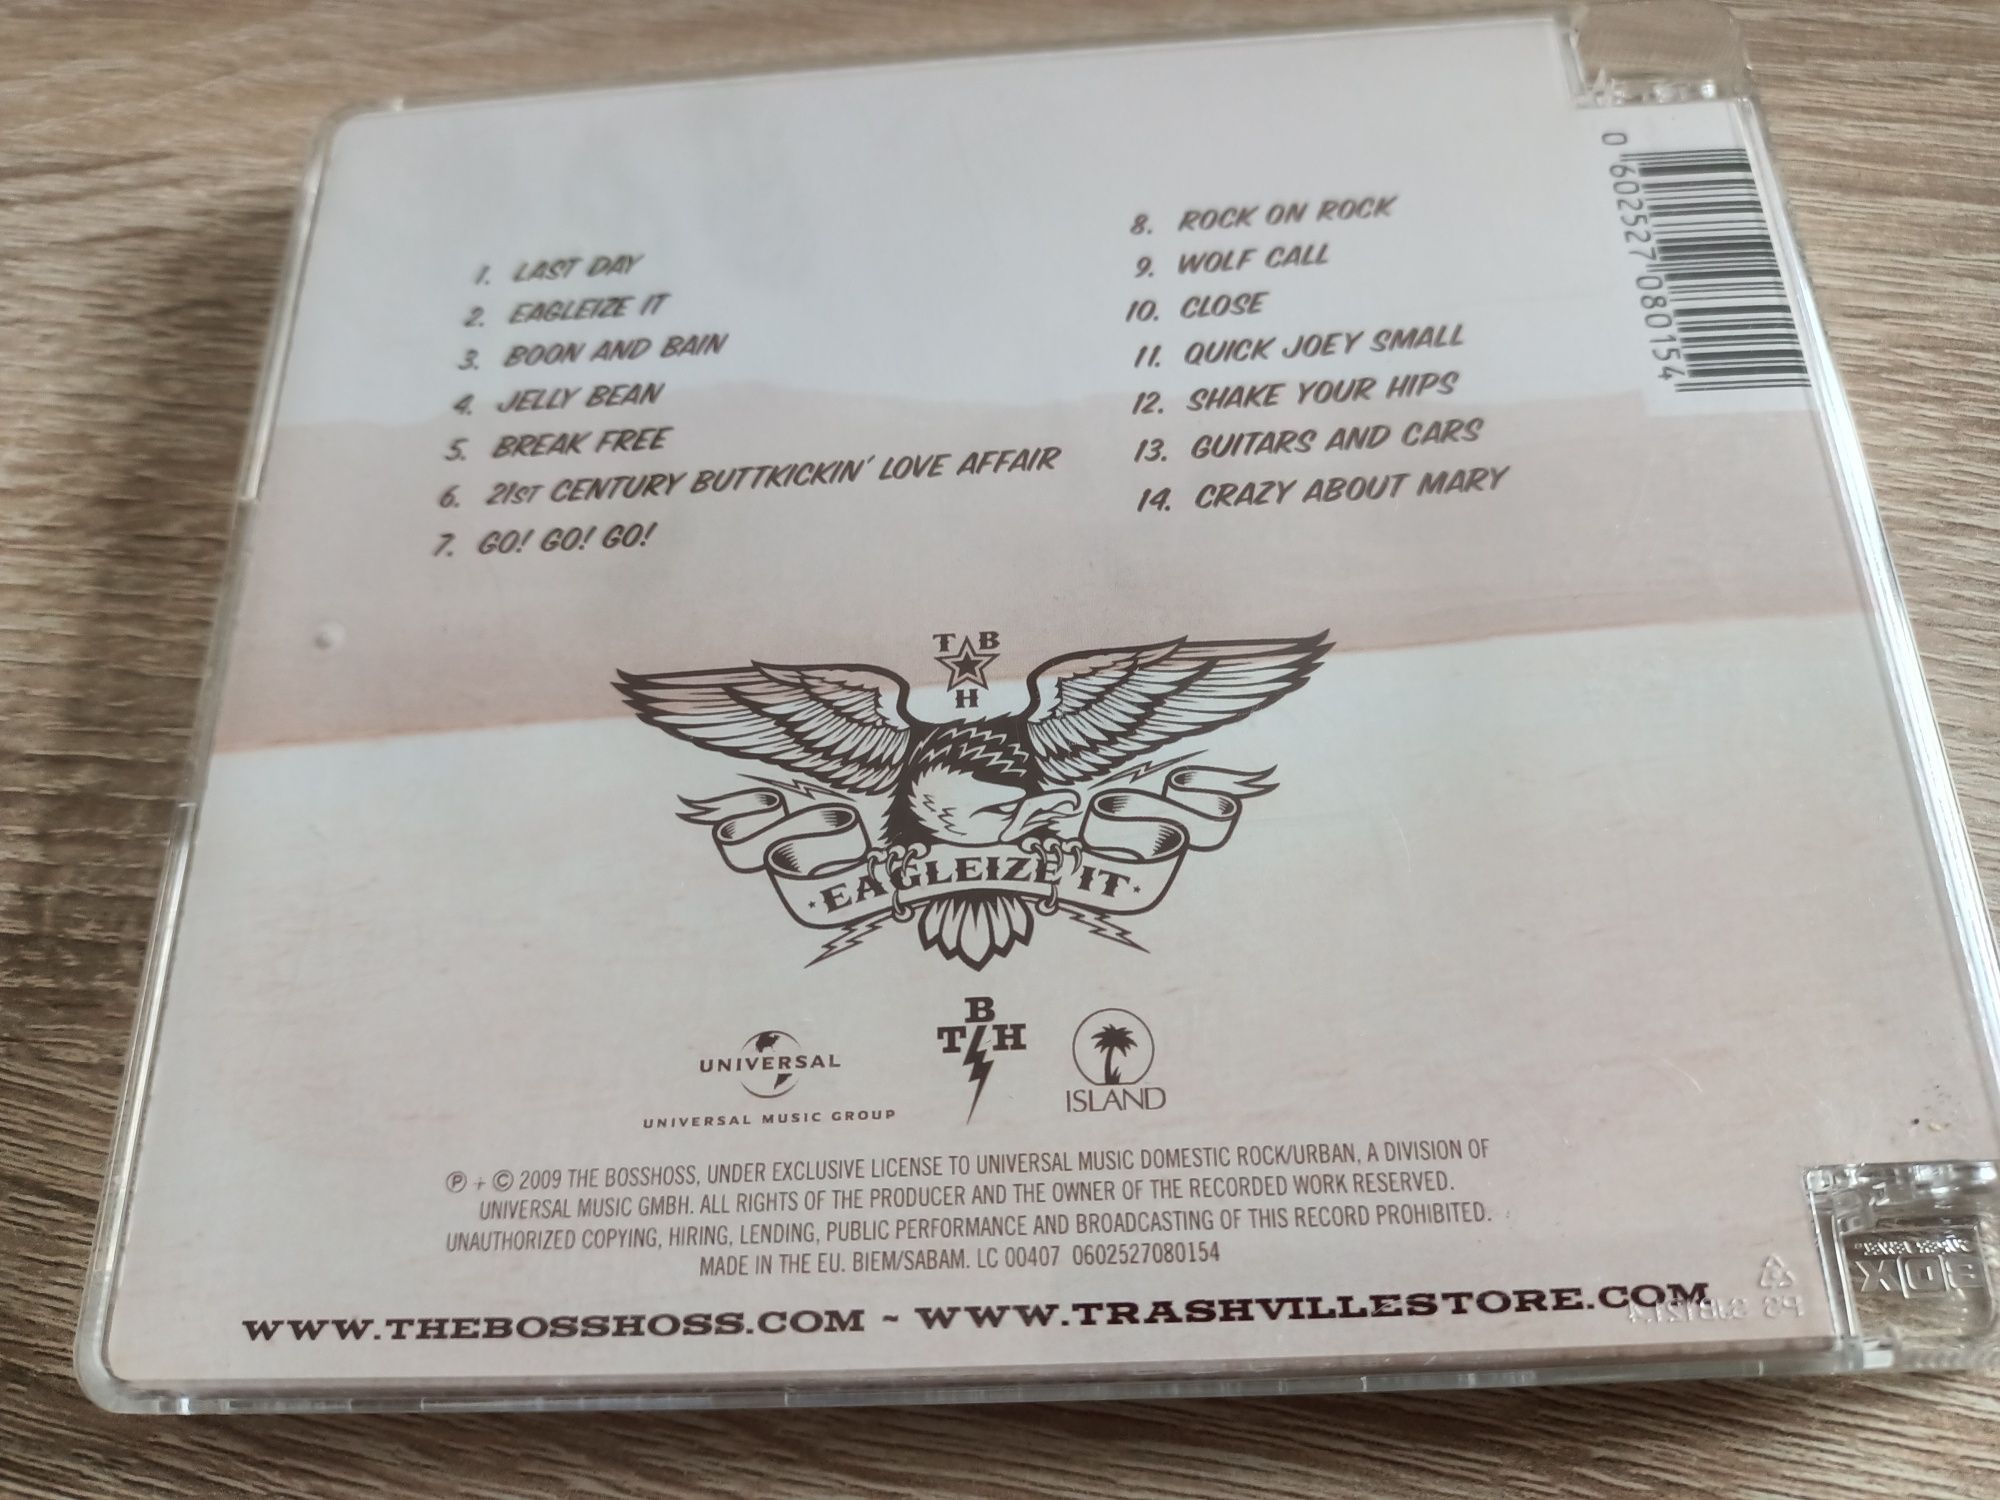 1. LAST DAY
2. EAGLEIZE IT
3. BOON AND BAIN
4. JELLY BEAN
5. BREAK FREE
6. 21ST CENTURY BUTTKICKIN' LOVE AFFAIR
7. GO! GO! GO!
8. ROCK ON ROCK
9. WOLF CALL
10. CLOSE
11. QUICK JOEY SMALL
12. SHAKE YOUR HIPS
13. GUITARS AND CARS
14. CRAZY ABOUT MARY
0 602527 080154
T B
H
EAGLEIZE IT
UNIVERSAL
UNIVERSAL MUSIC GROUP
B
T H
ISLAND
Ⓟ + © 2009 THE BOSSHOSS, UNDER EXCLUSIVE LICENSE TO UNIVERSAL MUSIC DOMESTIC ROCK/URBAN, A DIVISION OF
UNIVERSAL MUSIC GMBH. ALL RIGHTS OF THE PRODUCER AND THE OWNER OF THE RECORDED WORK RESERVED.
UNAUTHORIZED COPYING, HIRING, LENDING, PUBLIC PERFORMANCE AND BROADCASTING OF THIS RECORD PROHIBITED.
MADE IN THE EU. BIEM/SABAM. LC 00407 0602527080154
WWW.THEBOSSHOSS.COM ~ WWW.TRASHVILLESTORE.COM
SUPER JEWEL
BOX
PS